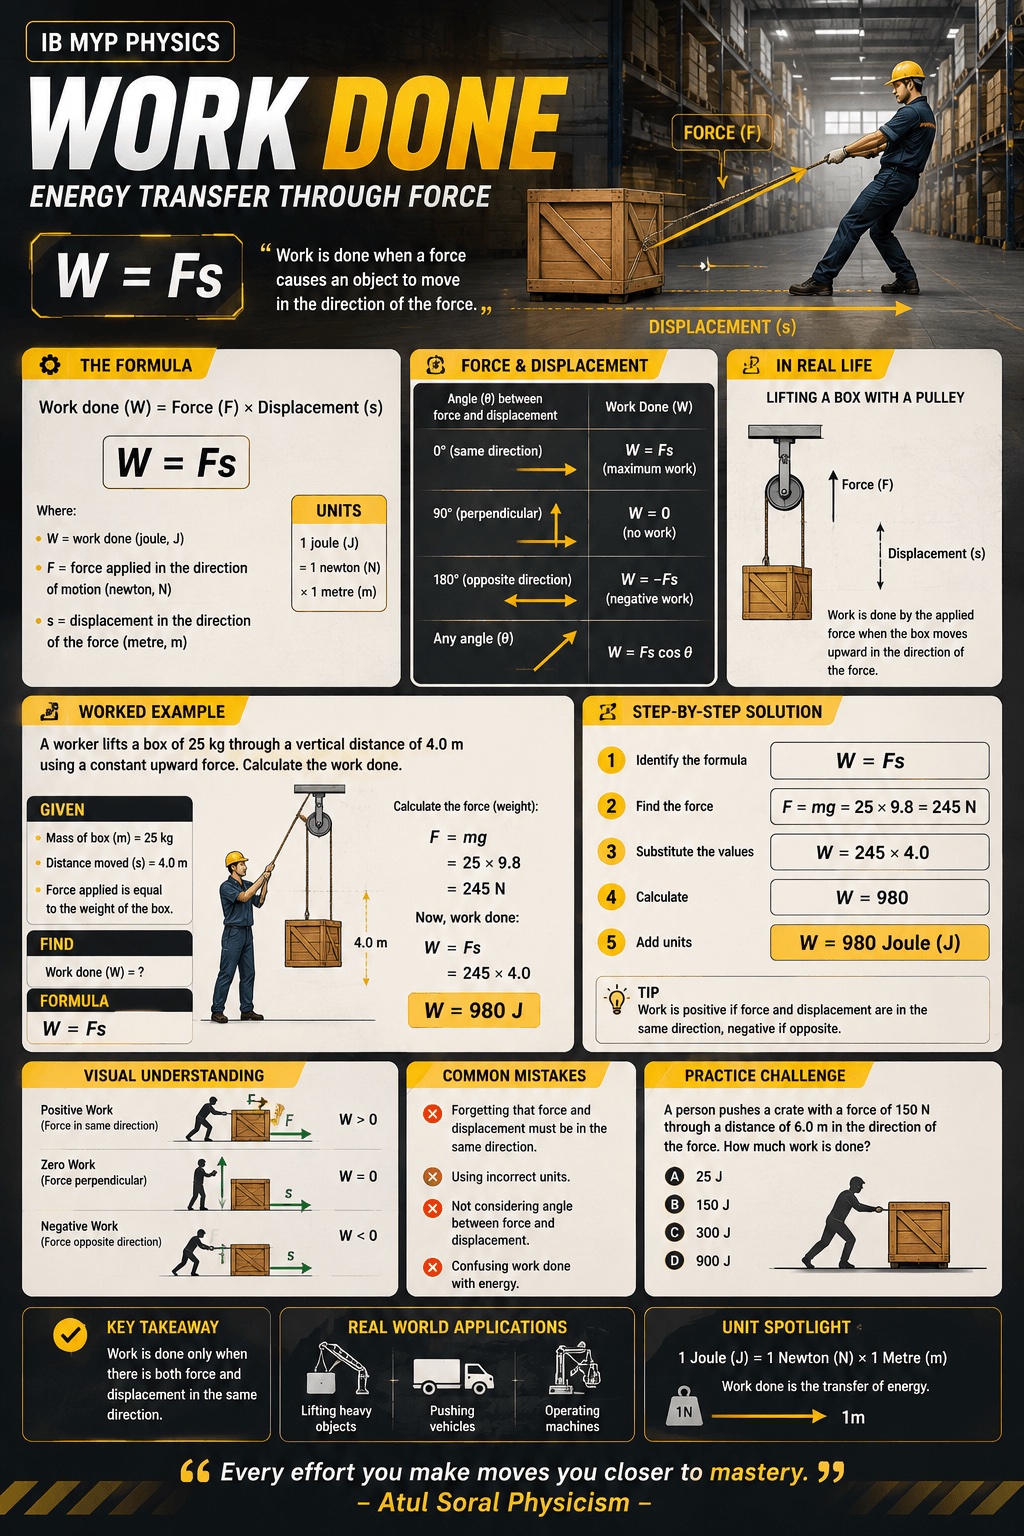 IB MYP PHYSICS
WORK DONE
ENERGY TRANSFER THROUGH FORCE
W = Fs
“ Work is done when a force
causes an object to move
in the direction of the force. ”
FORCE (F)
DISPLACEMENT (s)
THE FORMULA
Work done (W) = Force (F) × Displacement (s)
W = Fs
Where:
• W = work done (joule, J)
• F = force applied in the direction
of motion (newton, N)
• s = displacement in the direction
of the force (metre, m)
UNITS
1 joule (J)
= 1 newton (N)
× 1 metre (m)
FORCE & DISPLACEMENT
Angle (θ) between
force and displacement
Work Done (W)
0° (same direction)
W = Fs
(maximum work)
90° (perpendicular)
W = 0
(no work)
180° (opposite direction)
W = −Fs
(negative work)
Any angle (θ)
W = Fs cos θ
IN REAL LIFE
LIFTING A BOX WITH A PULLEY
Force (F)
Displacement (s)
Work is done by the applied
force when the box moves
upward in the direction of
the force.
WORKED EXAMPLE
A worker lifts a box of 25 kg through a vertical distance of 4.0 m
using a constant upward force. Calculate the work done.
GIVEN
• Mass of box (m) = 25 kg
• Distance moved (s) = 4.0 m
• Force applied is equal
to the weight of the box.
FIND
Work done (W) = ?
FORMULA
W = Fs
4.0 m
Calculate the force (weight):
F = mg
= 25 × 9.8
= 245 N
Now, work done:
W = Fs
= 245 × 4.0
W = 980 J
STEP-BY-STEP SOLUTION
1 Identify the formula W = Fs
2 Find the force F = mg = 25 × 9.8 = 245 N
3 Substitute the values W = 245 × 4.0
4 Calculate W = 980
5 Add units W = 980 Joule (J)
TIP
Work is positive if force and displacement are in the
same direction, negative if opposite.
VISUAL UNDERSTANDING
Positive Work
(Force in same direction)
F
F
W > 0
Zero Work
(Force perpendicular)
s
W = 0
Negative Work
(Force opposite direction)
s
W < 0
COMMON MISTAKES
Forgetting that force and
displacement must be in the
same direction.
Using incorrect units.
Not considering angle
between force and
displacement.
Confusing work done
with energy.
PRACTICE CHALLENGE
A person pushes a crate with a force of 150 N
through a distance of 6.0 m in the direction of
the force. How much work is done?
A 25 J
B 150 J
C 300 J
D 900 J
KEY TAKEAWAY
Work is done only when
there is both force and
displacement in the same
direction.
REAL WORLD APPLICATIONS
Lifting heavy
objects
Pushing
vehicles
Operating
machines
UNIT SPOTLIGHT
1 Joule (J) = 1 Newton (N) × 1 Metre (m)
Work done is the transfer of energy.
1N
1m
“ Every effort you make moves you closer to mastery. ”
– Atul Soral Physicism –